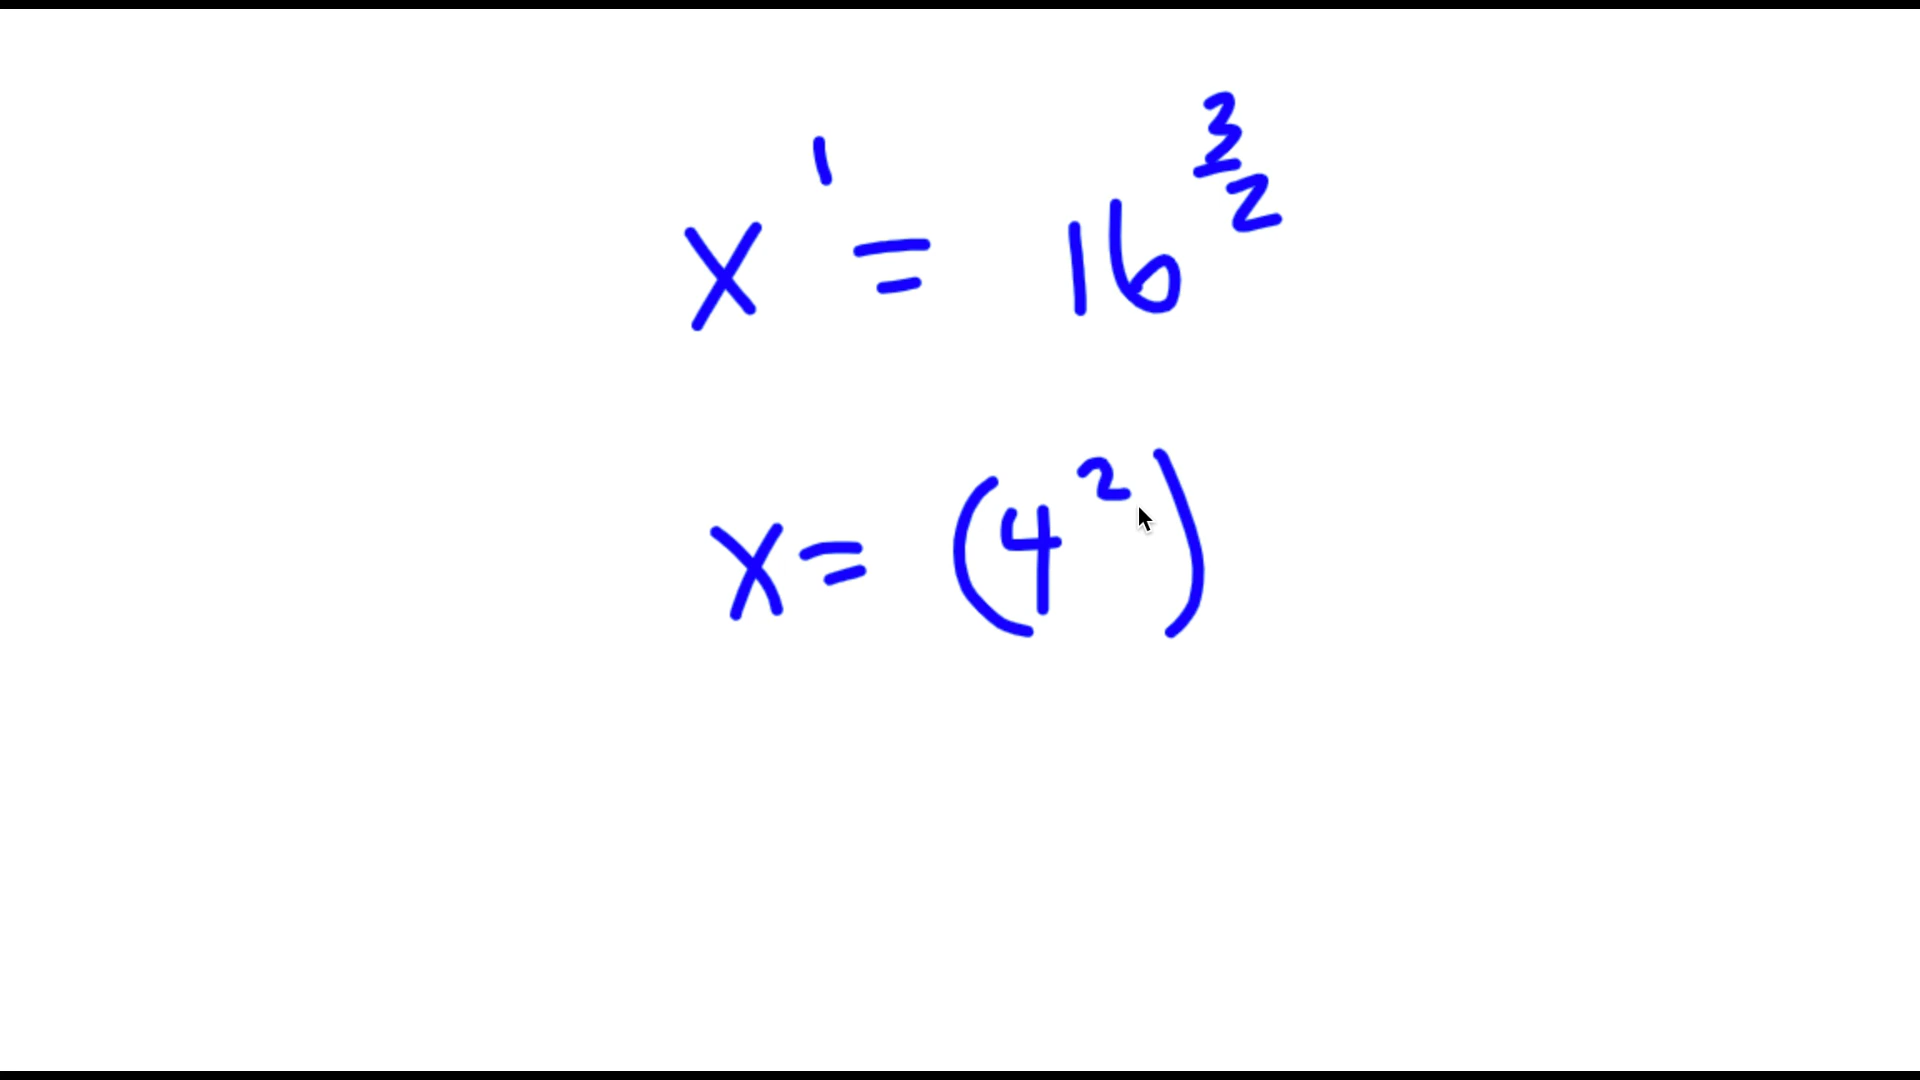 x¹ = 16^(3/2)
x = (4²)